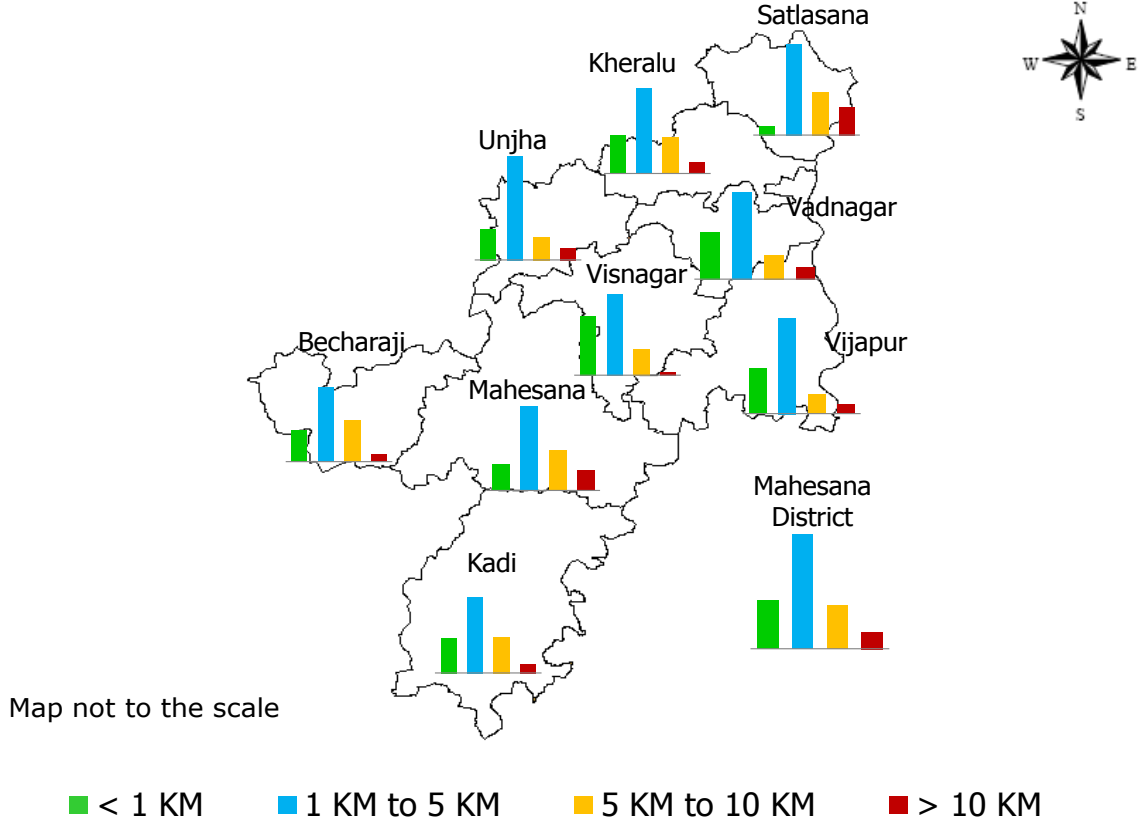 Satlasana
N
W E
S
Kheralu
Unjha
Vadnagar
Visnagar
Becharaji
Vijapur
Mahesana
Mahesana
District
Kadi
Map not to the scale
< 1 KM 1 KM to 5 KM 5 KM to 10 KM > 10 KM